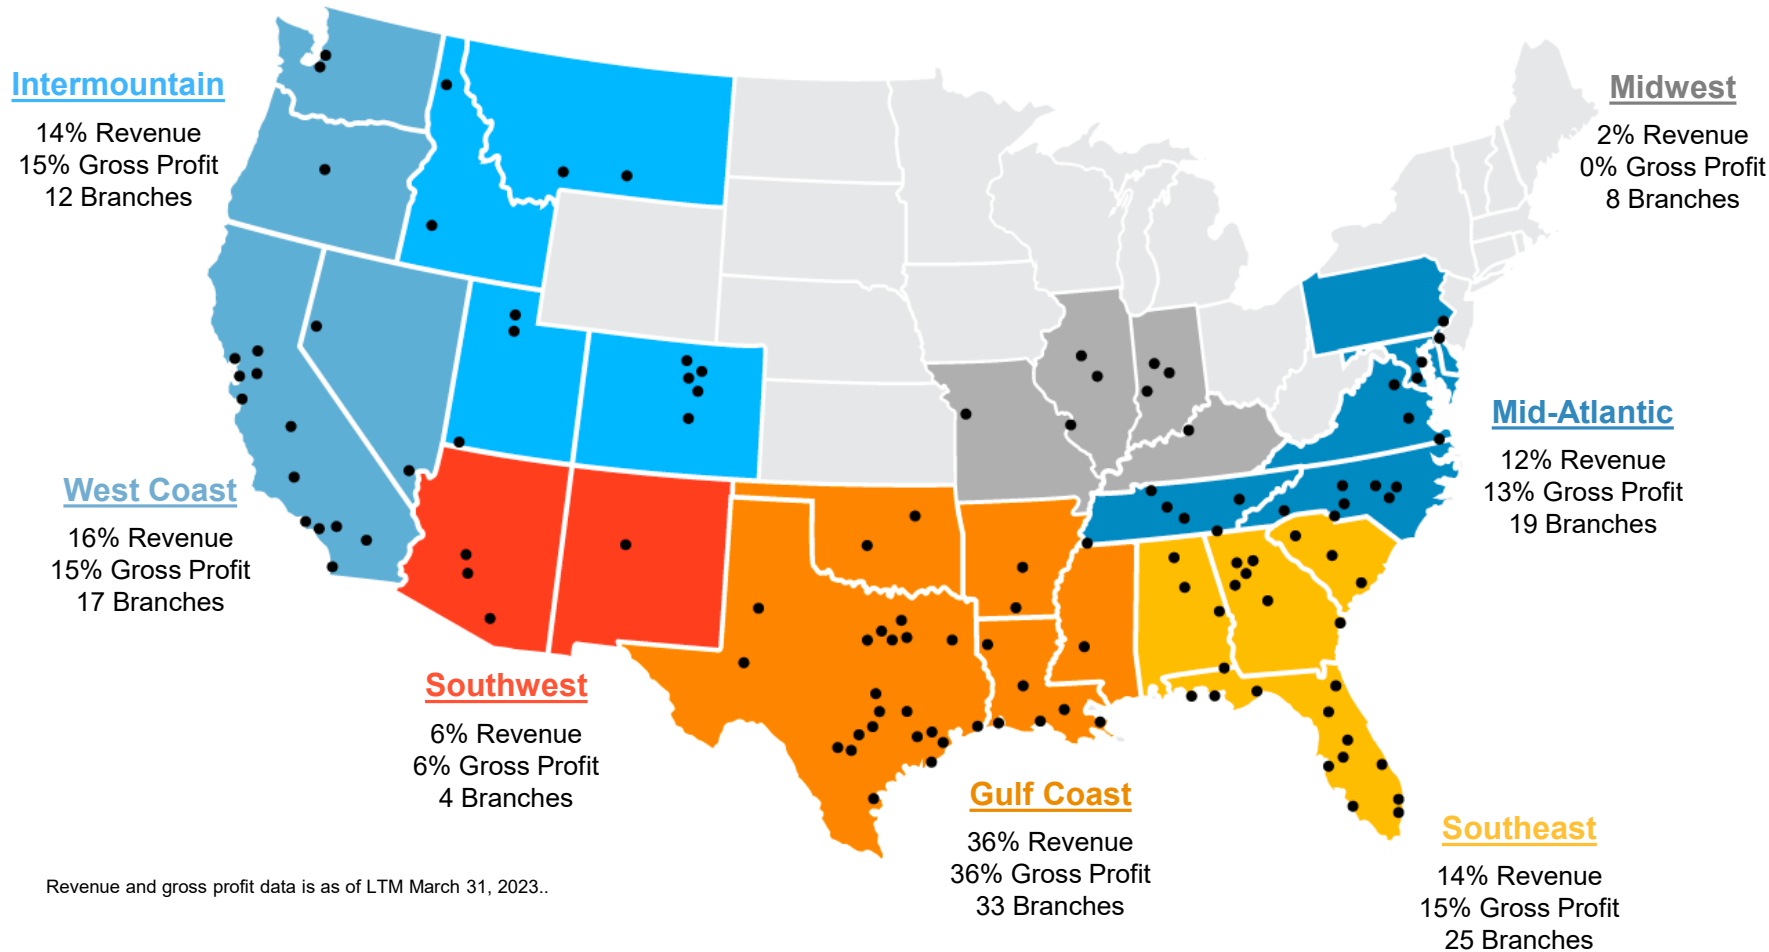 Intermountain
14% Revenue
15% Gross Profit
12 Branches
Midwest
2% Revenue
0% Gross Profit
8 Branches
West Coast
16% Revenue
15% Gross Profit
17 Branches
Mid-Atlantic
12% Revenue
13% Gross Profit
19 Branches
Southwest
6% Revenue
6% Gross Profit
4 Branches
Gulf Coast
36% Revenue
36% Gross Profit
33 Branches
Southeast
14% Revenue
15% Gross Profit
25 Branches
Revenue and gross profit data is as of LTM March 31, 2023..